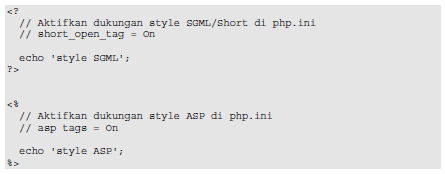 <?
// Aktifkan dukungan style SGML/Short di php.ini
// short_open_tag = On
echo 'style SGML';
?>
<%
// Aktifkan dukungan style ASP di php.ini
// asp tags = On
echo 'style ASP';
%>